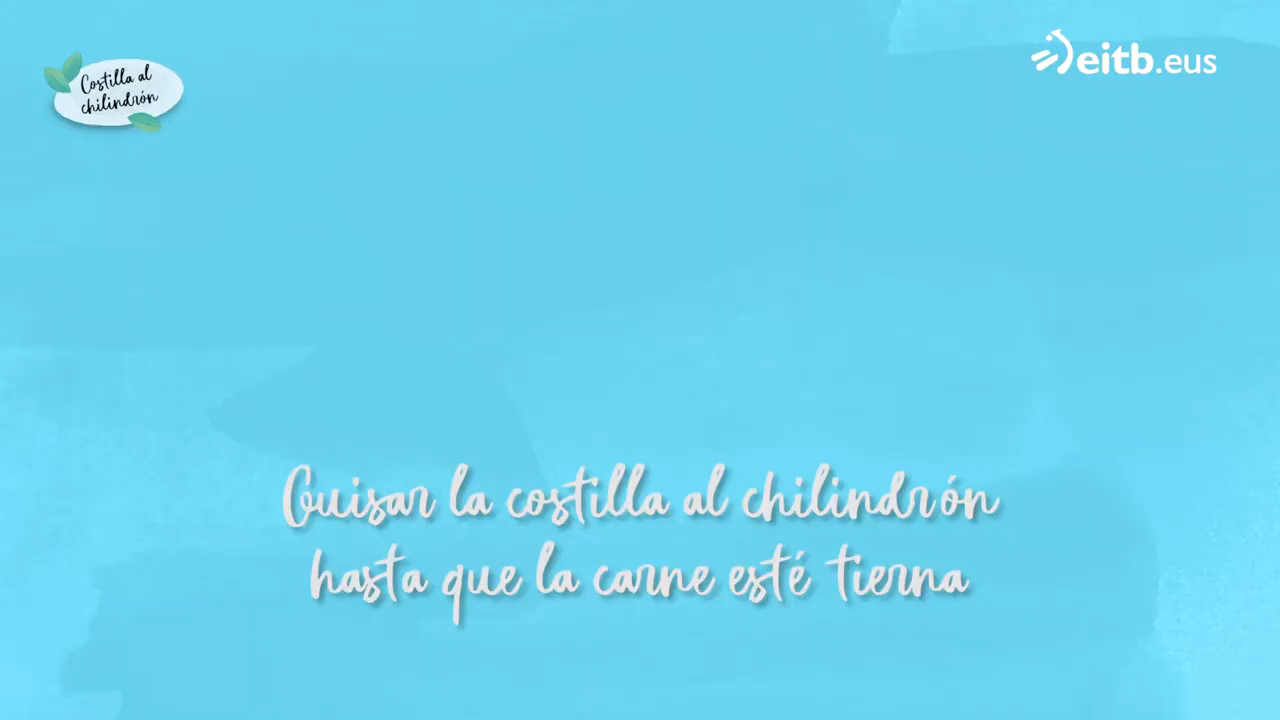 Costilla al
chilindrón
eitb.eus
Guisar la costilla al chilindrón
hasta que la carne esté tierna